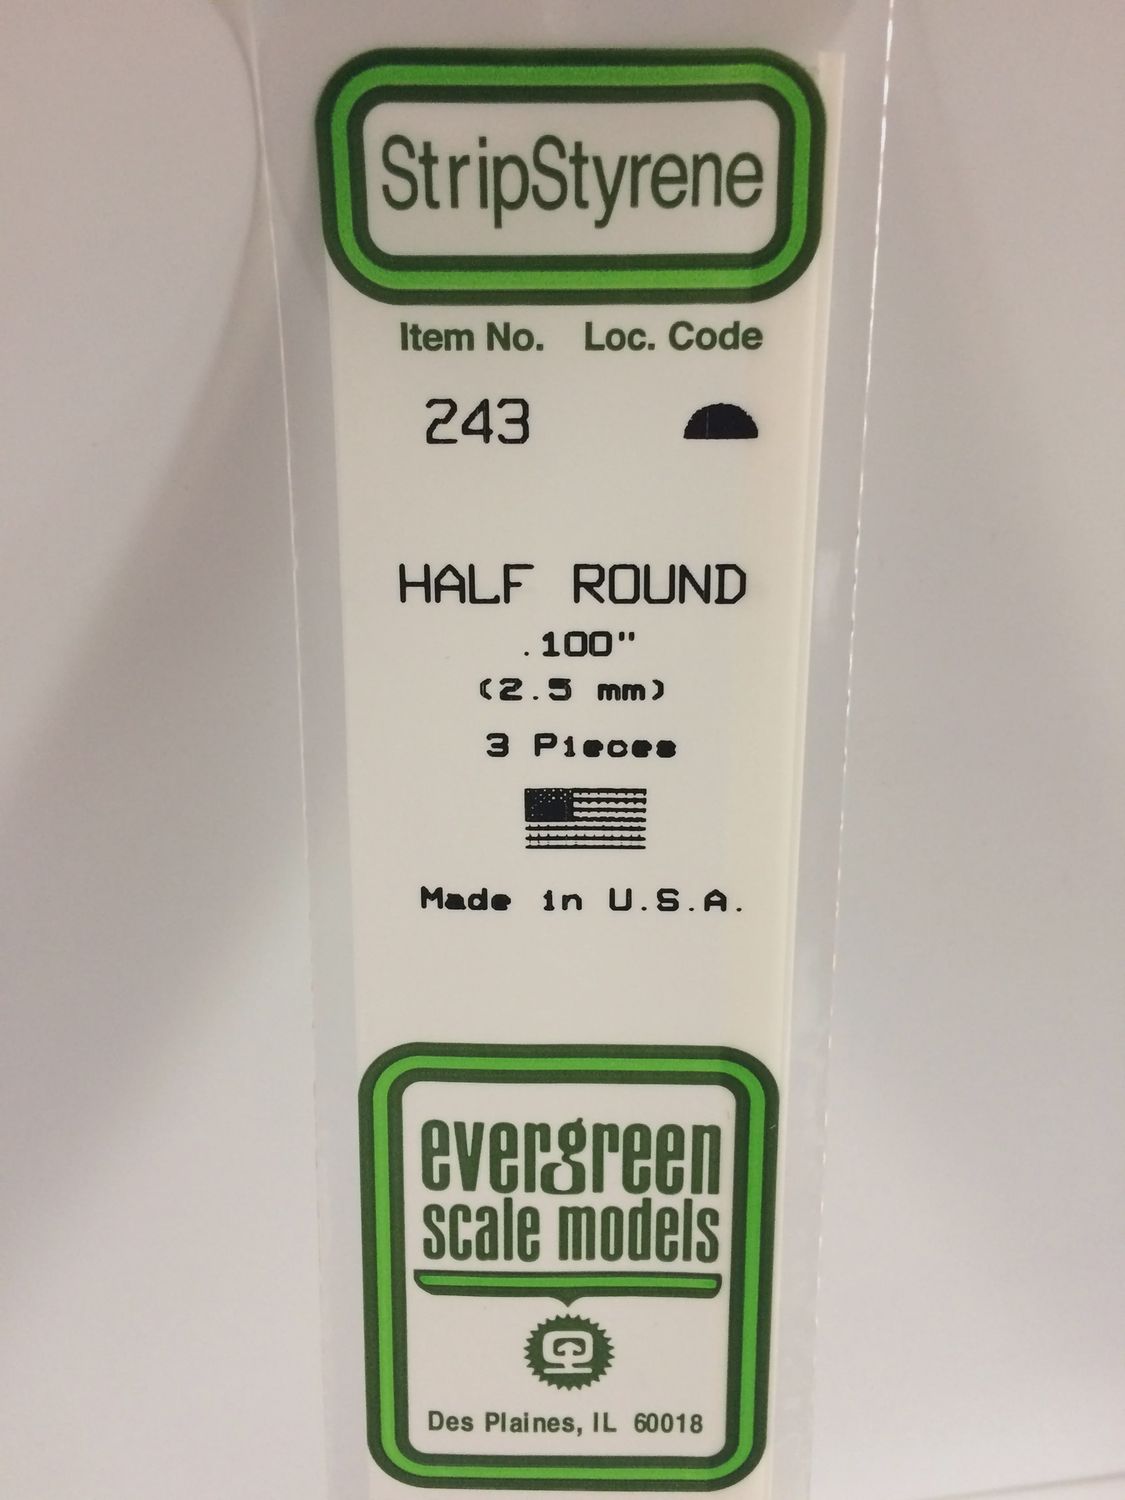 StripStyrene
Item No. Loc. Code
243
HALF ROUND
.100"
(2.5 mm)
3 Pieces
Made in U.S.A.
evergreen
scale models
Des Plaines, IL 60018